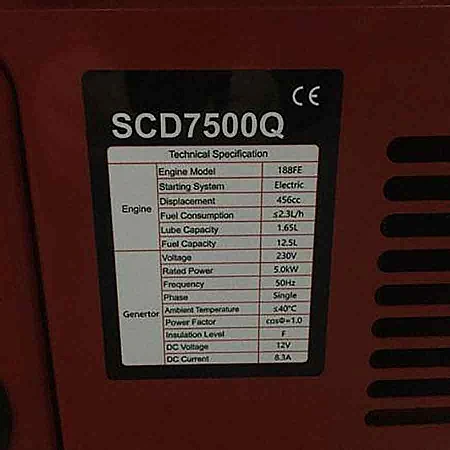 CE
SCD7500Q
Technical Specification
Engine
Engine Model 188FE
Starting System Electric
Displacement 456cc
Fuel Consumption ≤2.3L/h
Lube Capacity 1.65L
Fuel Capacity 12.5L
Genertor
Voltage 230V
Rated Power 5.0kW
Frequency 50Hz
Phase Single
Ambient Temperature ≤40°C
Power Factor cosΦ=1.0
Insulation Level F
DC Voltage 12V
DC Current 8.3A